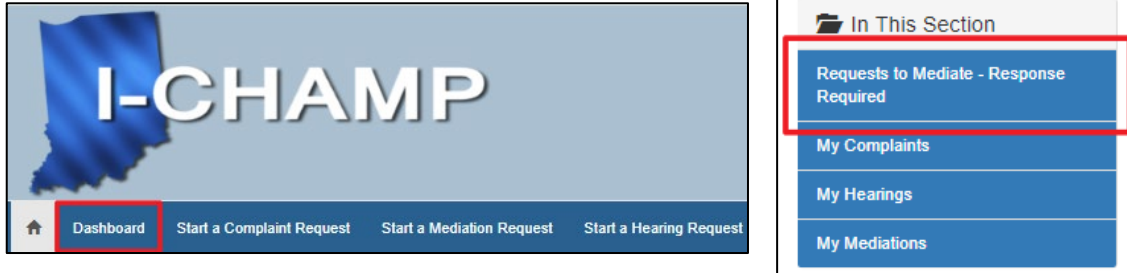 I-CHAMP
Dashboard Start a Complaint Request Start a Mediation Request Start a Hearing Request
In This Section
Requests to Mediate - Response
Required
My Complaints
My Hearings
My Mediations